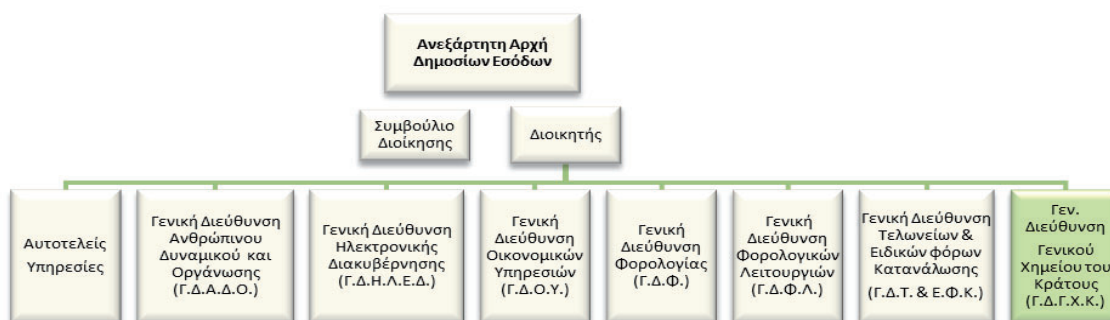 Ανεξάρτητη Αρχή
Δημοσίων Εσόδων
Συμβούλιο
Διοίκησης
Διοικητής
Αυτοτελείς
Υπηρεσίες
Γενική Διεύθυνση
Ανθρώπινου
Δυναμικού και
Οργάνωσης
(Γ.Δ.Α.Δ.Ο.)
Γενική Διεύθυνση
Ηλεκτρονικής
Διακυβέρνησης
(Γ.Δ.Η.Λ.Ε.Δ.)
Γενική
Διεύθυνση
Οικονομικών
Υπηρεσιών
(Γ.Δ.Ο.Υ.)
Γενική
Διεύθυνση
Φορολογίας
(Γ.Δ.Φ.)
Γενική
Διεύθυνση
Φορολογικών
Λειτουργιών
(Γ.Δ.Φ.Λ.)
Γενική Διεύθυνση
Τελωνείων &
Ειδικών φόρων
Κατανάλωσης
(Γ.Δ.Τ. & Ε.Φ.Κ.)
Γεν.
Διεύθυνση
Γενικού
Χημείου του
Κράτους
(Γ.Δ.Γ.Χ.Κ.)